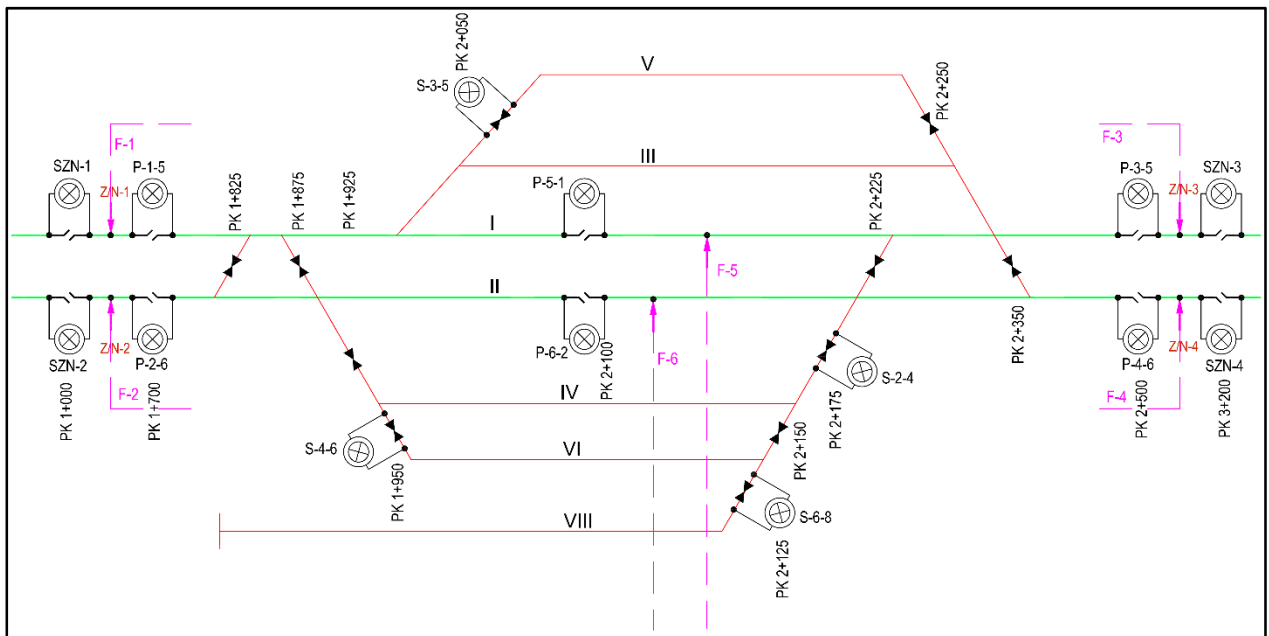 V
PK 2+050
S-3-5
PK 2+250
F-1
F-3
III
SZN-1
P-1-5
P-5-1
P-3-5
SZN-3
Z/N-1
Z/N-3
PK 1+825
PK 1+875
PK 1+925
PK 2+225
I
F-5
II
Z/N-2
F-6
Z/N-4
SZN-2
P-2-6
P-6-2
PK 2+100
PK 2+350
P-4-6
SZN-4
S-2-4
F-2
F-4
PK 1+000
PK 1+700
IV
PK 2+175
PK 2+500
PK 3+200
S-4-6
VI
PK 2+150
PK 1+950
S-6-8
VIII
PK 2+125